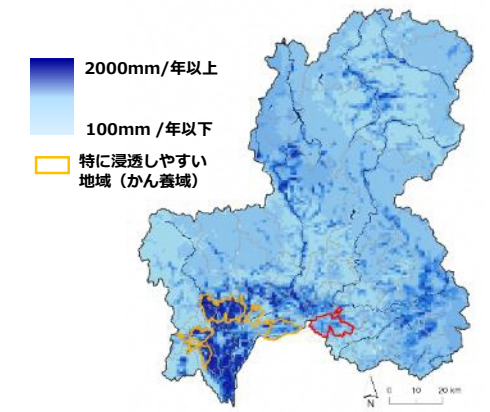 2000mm/年以上
100mm /年以下
特に浸透しやすい
地域（かん養域）
N
0 10 20 km